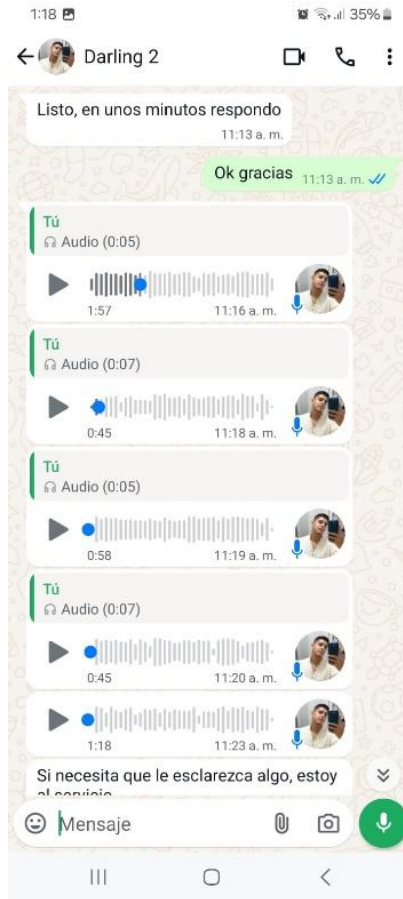 1:18 35%
Darling 2
Listo, en unos minutos respondo
11:13 a. m.
Ok gracias 11:13 a. m.
Tú
Audio (0:05)
1:57 11:16 a. m.
Tú
Audio (0:07)
0:45 11:18 a. m.
Tú
Audio (0:05)
0:58 11:19 a. m.
Tú
Audio (0:07)
0:45 11:20 a. m.
1:18 11:23 a. m.
Si necesita que le esclarezca algo, estoy
al servicio
Mensaje